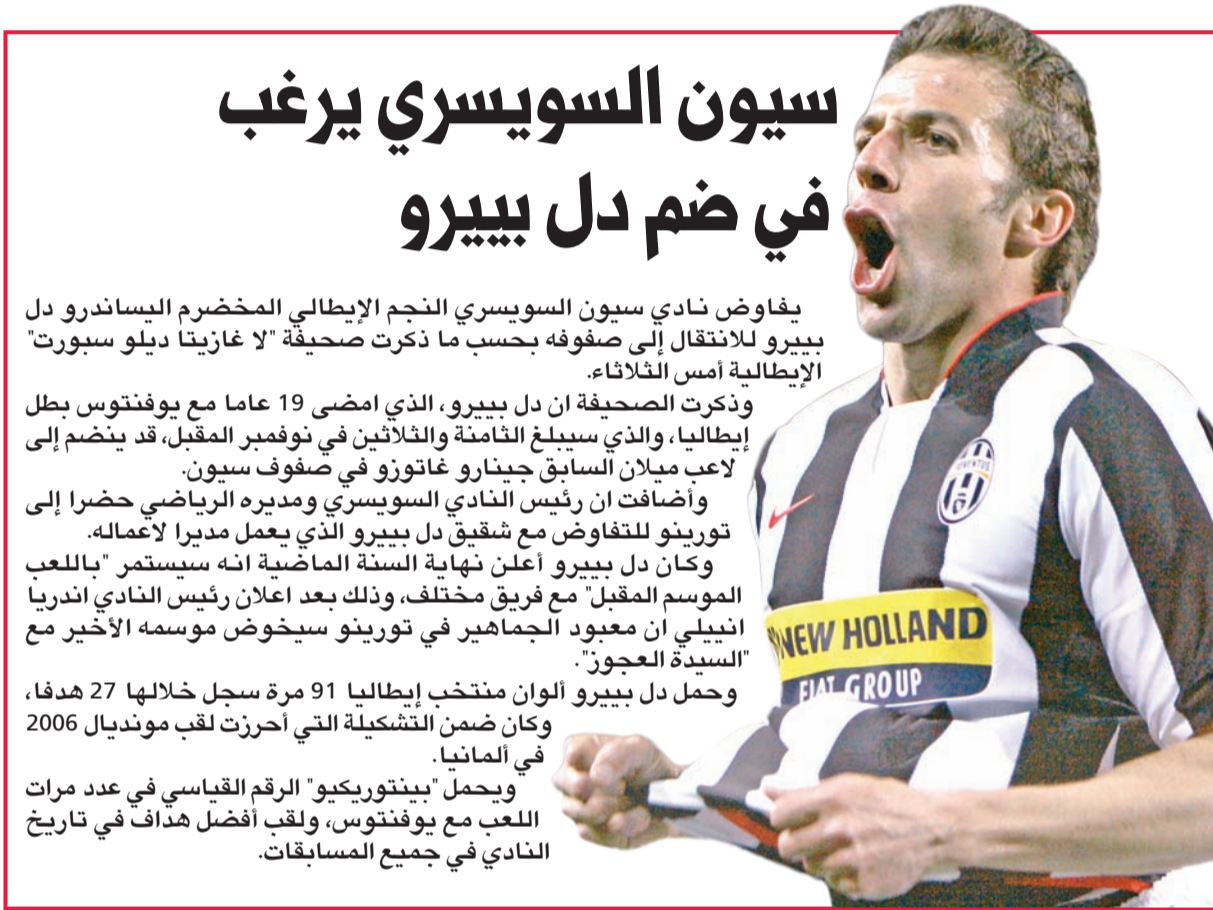 سيون السويسري يرغب
في ضم دل بييرو
يفاوض نادي سيون السويسري النجم الإيطالي المخضرم اليساندرو دل
بييرو للانتقال إلى صفوفه بحسب ما ذكرت صحيفة "لا غازيتا ديلو سبورت"
الإيطالية أمس الثلاثاء.
وذكرت الصحيفة ان دل بييرو، الذي امضى 19 عاما مع يوفنتوس بطل
إيطاليا، والذي سيبلغ الثامنة والثلاثين في نوفمبر المقبل، قد ينضم إلى
لاعب ميلان السابق جينارو غاتوزو في صفوف سيون.
وأضافت ان رئيس النادي السويسري ومديره الرياضي حضرا إلى
تورينو للتفاوض مع شقيق دل بييرو الذي يعمل مديرا لاعماله.
وكان دل بييرو أعلن نهاية السنة الماضية انه سيستمر "باللعب
الموسم المقبل" مع فريق مختلف، وذلك بعد اعلان رئيس النادي اندريا
انييلي ان معبود الجماهير في تورينو سيخوض موسمه الأخير مع
"السيدة العجوز".
وحمل دل بييرو ألوان منتخب إيطاليا 91 مرة سجل خلالها 27 هدفا،
وكان ضمن التشكيلة التي أحرزت لقب مونديال 2006
في ألمانيا.
ويحمل "بينتوريكيو" الرقم القياسي في عدد مرات
اللعب مع يوفنتوس، ولقب أفضل هداف في تاريخ
النادي في جميع المسابقات.
JUVENTUS
NEW HOLLAND
FIAT GROUP